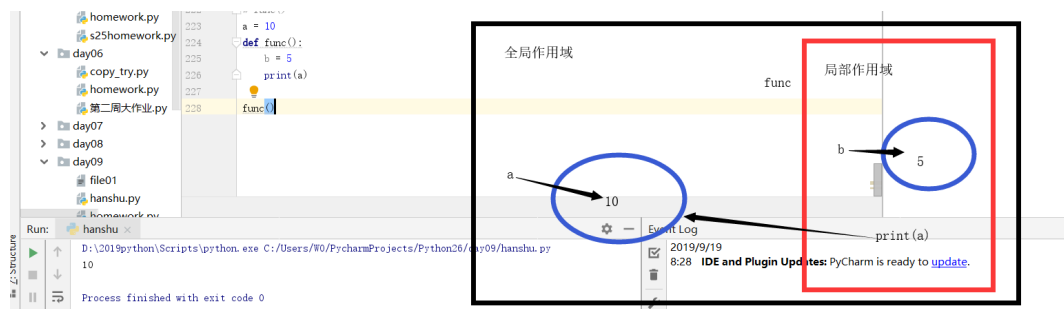 homework.py
s25homework.py
day06
copy_try.py
homework.py
第二周大作业.py
day07
day08
day09
file01
hanshu.py
homework.py
223 a = 10
224 def func():
225 b = 5
226 print(a)
227
228 func()
全局作用域
func
局部作用域
b
5
a
10
print(a)
Run: hanshu ×
D:\2019python\Scripts\python.exe C:/Users/WO/PycharmProjects/Python26/day09/hanshu.py
10
Process finished with exit code 0
Event Log
2019/9/19
8:28 IDE and Plugin Updates: PyCharm is ready to update.
Z: Structure